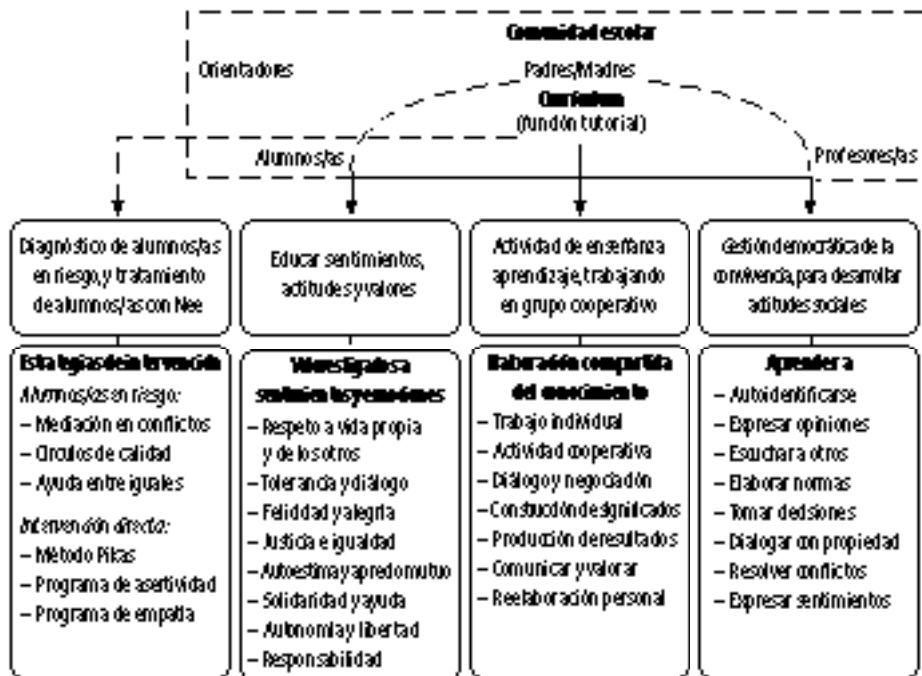 Comunidad escolar
Orientadores
Padres/Madres
Currículum
(función tutorial)
Alumnos/as
Profesores/as
Diagnóstico de alumnos/as
en riesgo, y tratamiento
de alumnos/as con Nee
Educar sentimientos,
actitudes y valores
Actividad de enseñanza
aprendizaje, trabajando
en grupo cooperativo
Gestión democrática de la
convivencia, para desarrollar
actitudes sociales
Estrategias de intervención
Alumnos/as en riesgo:
– Mediación en conflictos
– Círculos de calidad
– Ayuda entre iguales
Intervención directa:
– Método Pikas
– Programa de asertividad
– Programa de empatía
Valores ligados a
sentimientos y emociones
– Respeto a vida propia
y de los otros
– Tolerancia y diálogo
– Felicidad y alegría
– Justicia e igualdad
– Autoestima y aprecio mutuo
– Solidaridad y ayuda
– Autonomía y libertad
– Responsabilidad
Elaboración compartida
del conocimiento
– Trabajo individual
– Actividad cooperativa
– Diálogo y negociación
– Construcción de significados
– Producción de resultados
– Comunicar y valorar
– Reelaboración personal
Aprender a
– Autoidentificarse
– Expresar opiniones
– Escuchar a otros
– Elaborar normas
– Tomar decisiones
– Dialogar con propiedad
– Resolver conflictos
– Expresar sentimientos